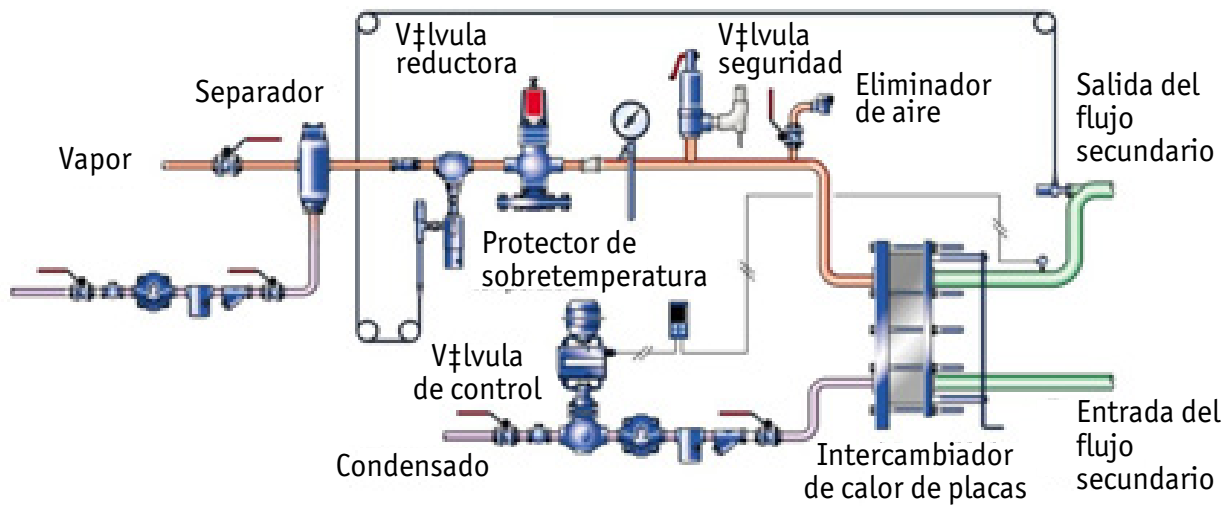 V‡lvula
reductora
V‡lvula
seguridad
Separador
Eliminador
de aire
Salida del
flujo
secundario
Vapor
Protector de
sobretemperatura
V‡lvula
de control
Condensado
Intercambiador
de calor de placas
Entrada del
flujo
secundario